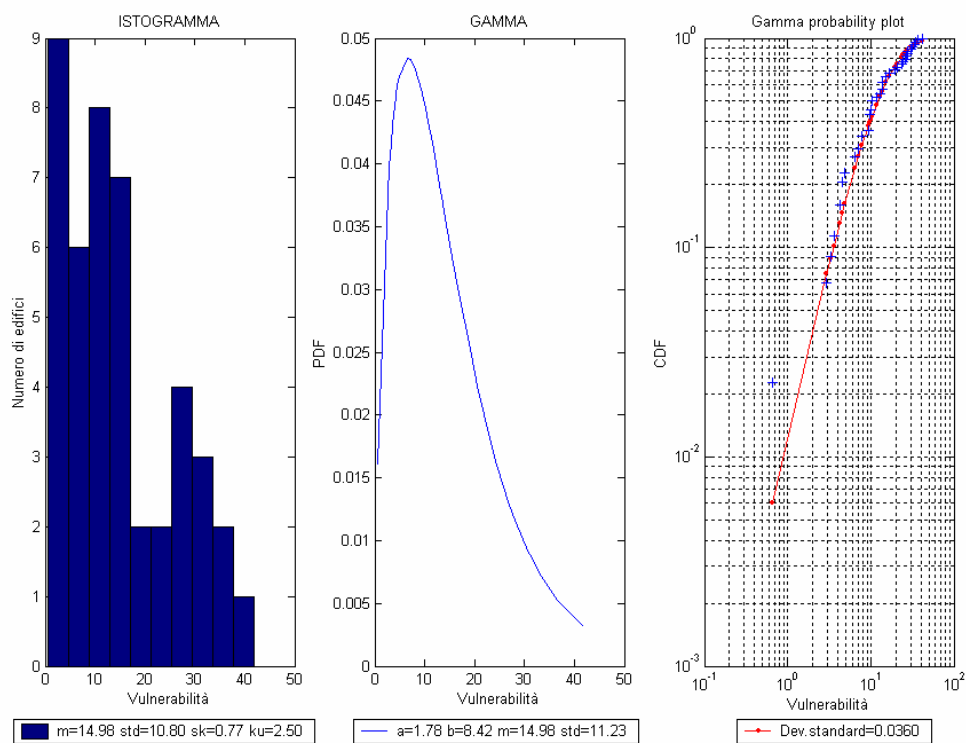 ISTOGRAMMA
Numero di edifici
9
8
7
6
5
4
3
2
1
0
0 10 20 30 40 50
Vulnerabilità
m=14.98 std=10.80 sk=0.77 ku=2.50
GAMMA
PDF
0.05
0.045
0.04
0.035
0.03
0.025
0.02
0.015
0.01
0.005
0
0 10 20 30 40 50
Vulnerabilità
a=1.78 b=8.42 m=14.98 std=11.23
Gamma probability plot
CDF
10^0
10^-1
10^-2
10^-3
10^-1 10^0 10^1 10^2
Vulnerabilità
Dev.standard=0.0360